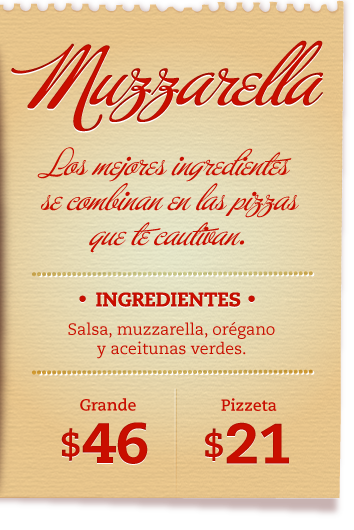 Muzzarella
Los mejores ingredientes
se combinan en las pizzas
que te cautivan.
• INGREDIENTES •
Salsa, muzzarella, orégano
y aceitunas verdes.
Grande Pizzeta
$46 $21